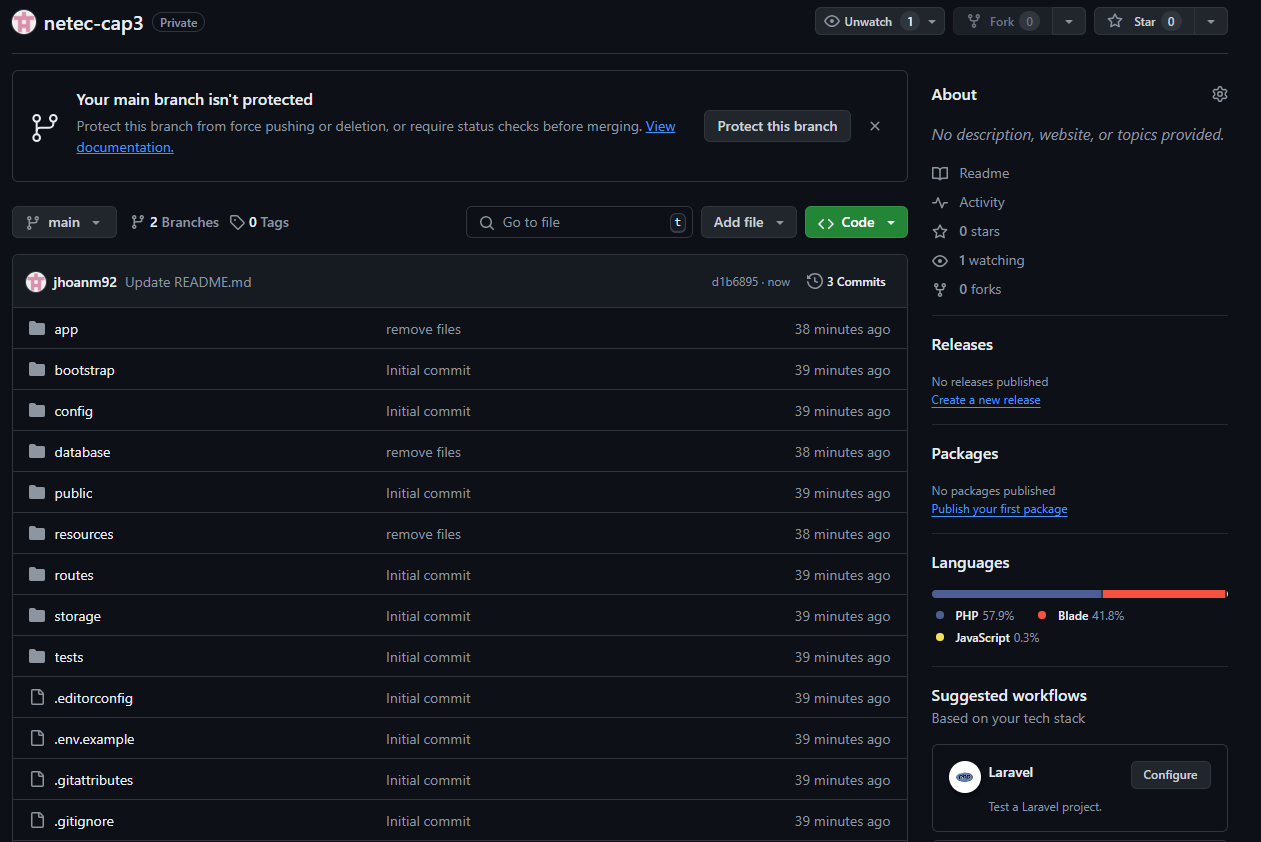 netec-cap3 Private
Unwatch 1
Fork 0
Star 0
Your main branch isn't protected
Protect this branch from force pushing or deletion, or require status checks before merging. View
documentation.
Protect this branch
main
2 Branches
0 Tags
Go to file
t
Add file
Code
jhoanm92 Update README.md
d1b6895 · now
3 Commits
app remove files 38 minutes ago
bootstrap Initial commit 39 minutes ago
config Initial commit 39 minutes ago
database remove files 38 minutes ago
public Initial commit 39 minutes ago
resources remove files 38 minutes ago
routes Initial commit 39 minutes ago
storage Initial commit 39 minutes ago
tests Initial commit 39 minutes ago
.editorconfig Initial commit 39 minutes ago
.env.example Initial commit 39 minutes ago
.gitattributes Initial commit 39 minutes ago
.gitignore Initial commit 39 minutes ago
About
No description, website, or topics provided.
Readme
Activity
0 stars
1 watching
0 forks
Releases
No releases published
Create a new release
Packages
No packages published
Publish your first package
Languages
PHP 57.9% Blade 41.8%
JavaScript 0.3%
Suggested workflows
Based on your tech stack
php
Laravel
Configure
Test a Laravel project.